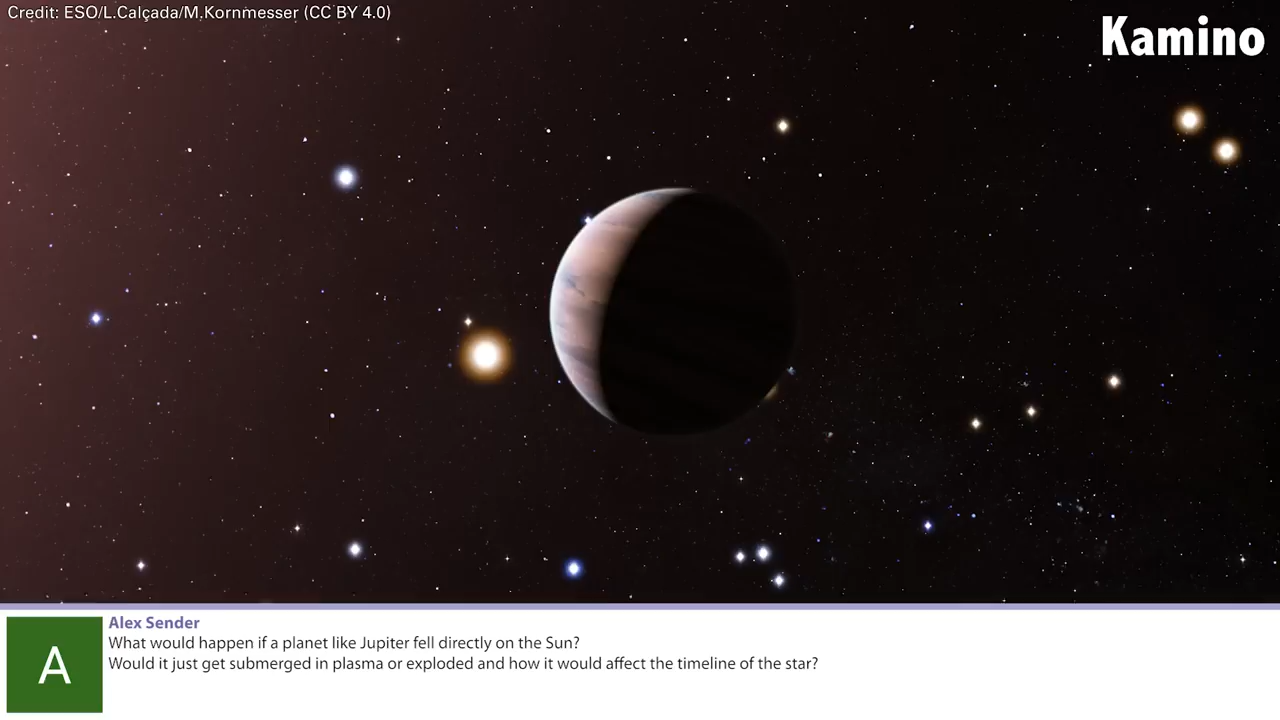 Credit: ESO/L.Calçada/M.Kornmesser (CC BY 4.0)
Kamino
Alex Sender
A
What would happen if a planet like Jupiter fell directly on the Sun?
Would it just get submerged in plasma or exploded and how it would affect the timeline of the star?